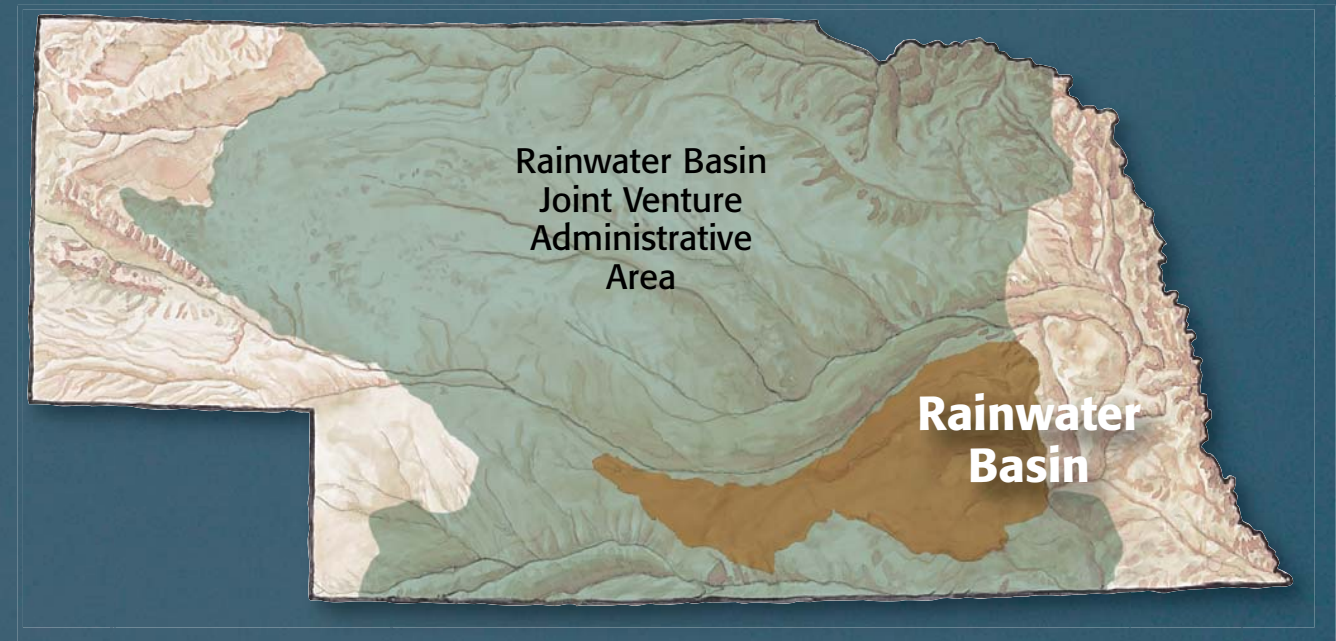 Rainwater Basin
Joint Venture
Administrative
Area
Rainwater
Basin